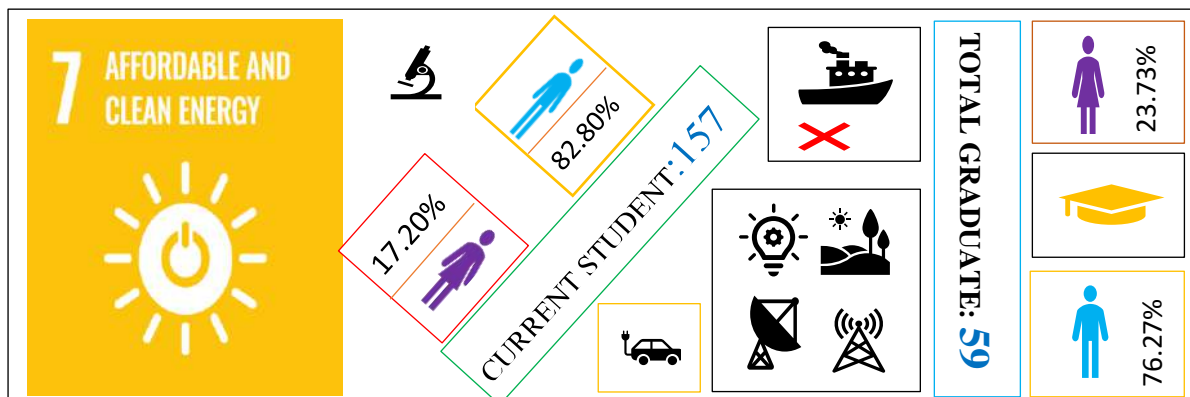 7 AFFORDABLE AND
CLEAN ENERGY
17.20%
82.80%
CURRENT STUDENT:157
TOTAL GRADUATE: 59
23.73%
76.27%